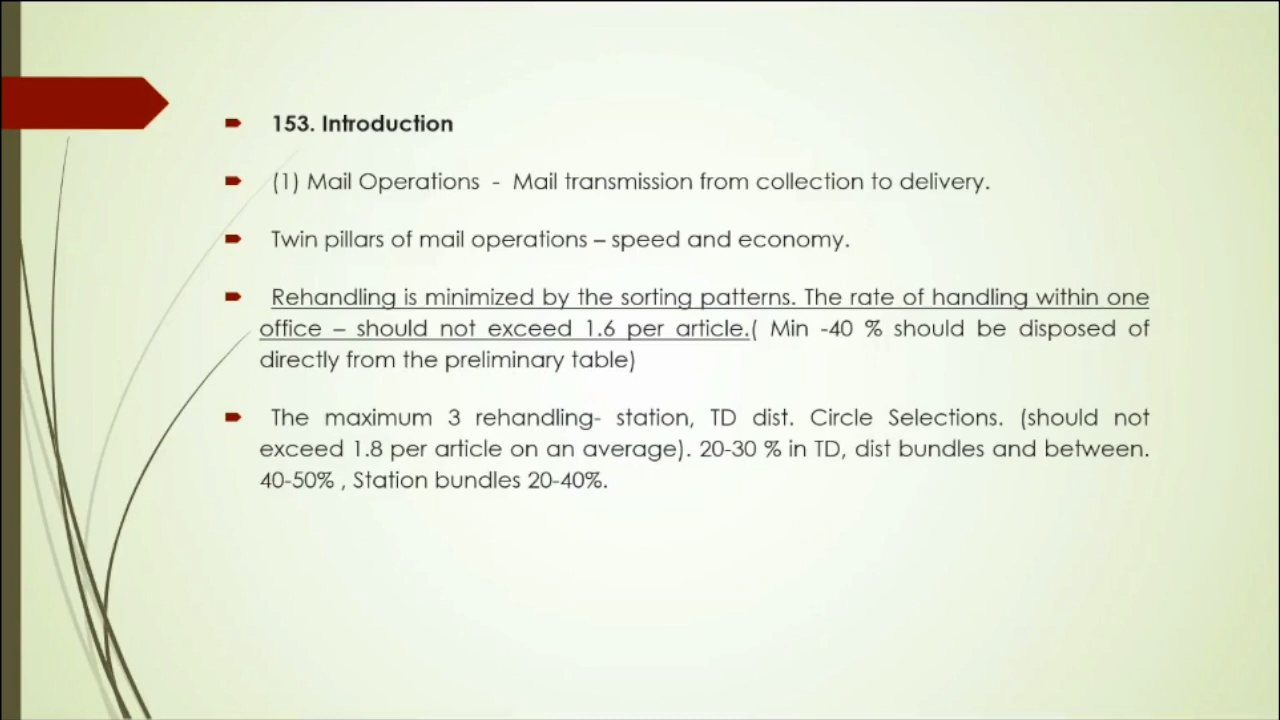 153. Introduction
(1) Mail Operations - Mail transmission from collection to delivery.
Twin pillars of mail operations – speed and economy.
Rehandling is minimized by the sorting patterns. The rate of handling within one
office – should not exceed 1.6 per article.( Min -40 % should be disposed of
directly from the preliminary table)
The maximum 3 rehandling- station, TD dist. Circle Selections. (should not
exceed 1.8 per article on an average). 20-30 % in TD, dist bundles and between.
40-50% , Station bundles 20-40%.